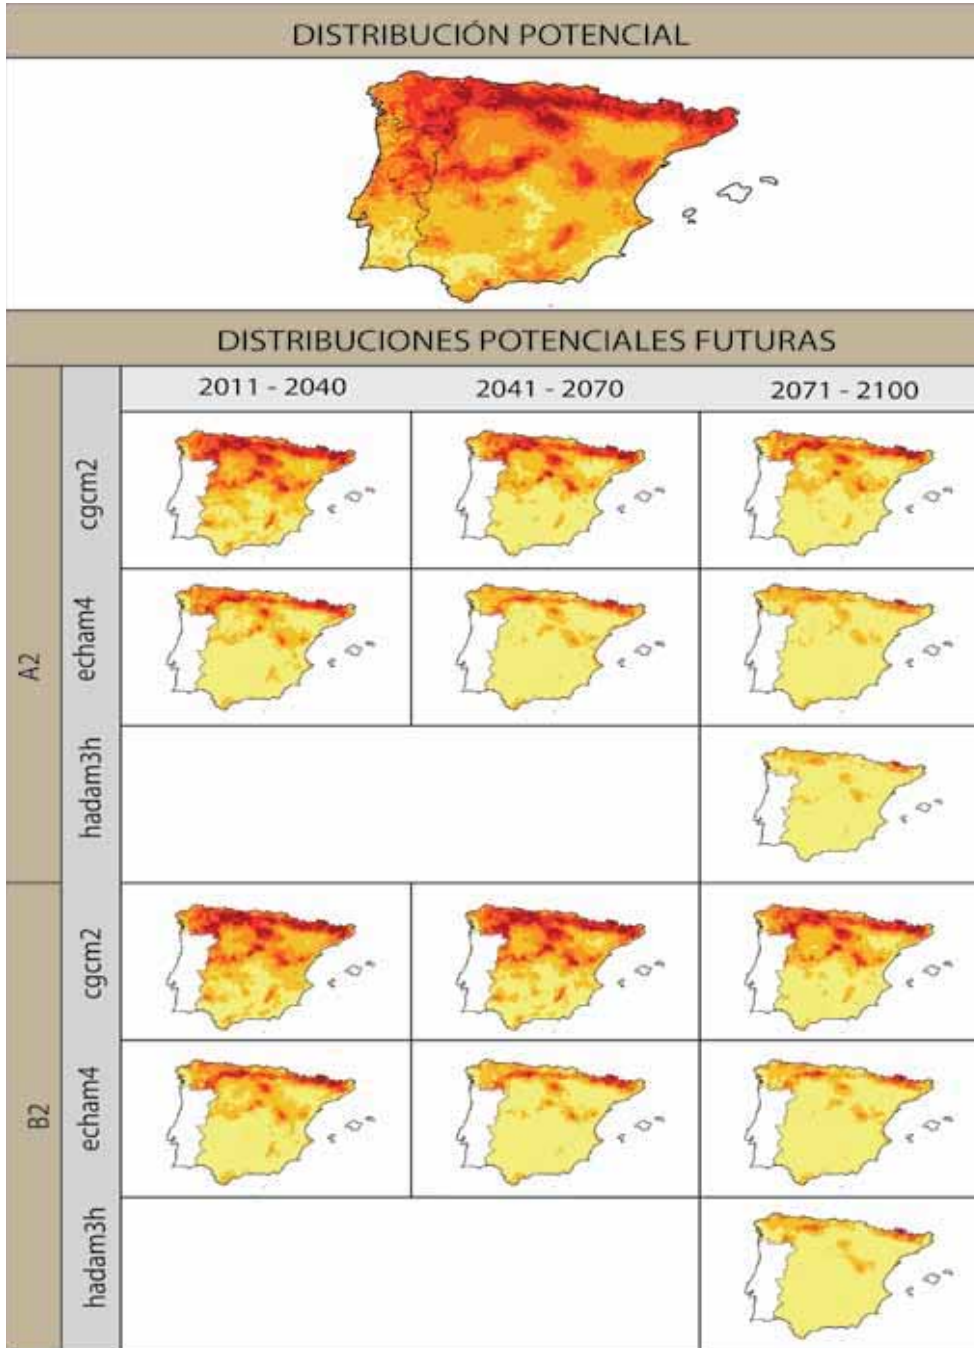 DISTRIBUCIÓN POTENCIAL
DISTRIBUCIONES POTENCIALES FUTURAS
2011 - 2040
2041 - 2070
2071 - 2100
A2
cgcm2
echam4
hadam3h
B2
cgcm2
echam4
hadam3h